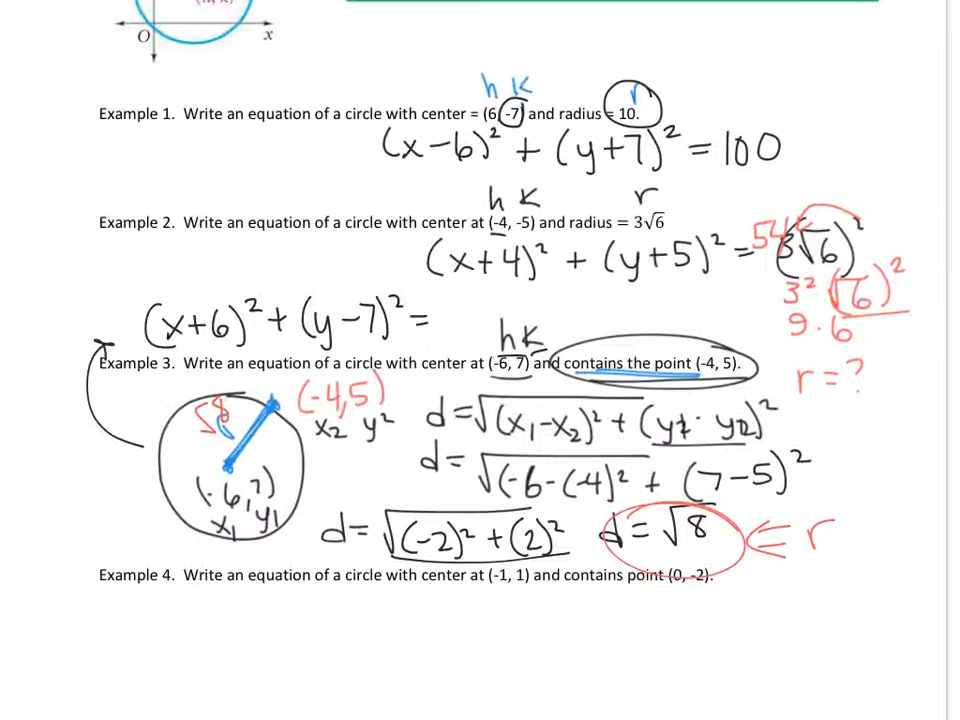 O x
h k r
Example 1. Write an equation of a circle with center = (6, -7) and radius = 10.
(x-6)² + (y+7)² = 100
h k r
Example 2. Write an equation of a circle with center at (-4, -5) and radius = 3√6
(x+4)² + (y+5)² = 54 (3√6)²
3² (√6)²
9·6
(x+6)² + (y-7)² =
h k
Example 3. Write an equation of a circle with center at (-6, 7) and contains the point (-4, 5).
r = ?
√8 (-4,5)
x2 y2
d = √(x₁-x₂)² + (y1 - y2)²
d = √(-6-(-4)² + (7-5)²
(-6,7)
x₁ y₁
d = √(-2)² + (2)² d = √8 ⇐ r
Example 4. Write an equation of a circle with center at (-1, 1) and contains point (0, -2).